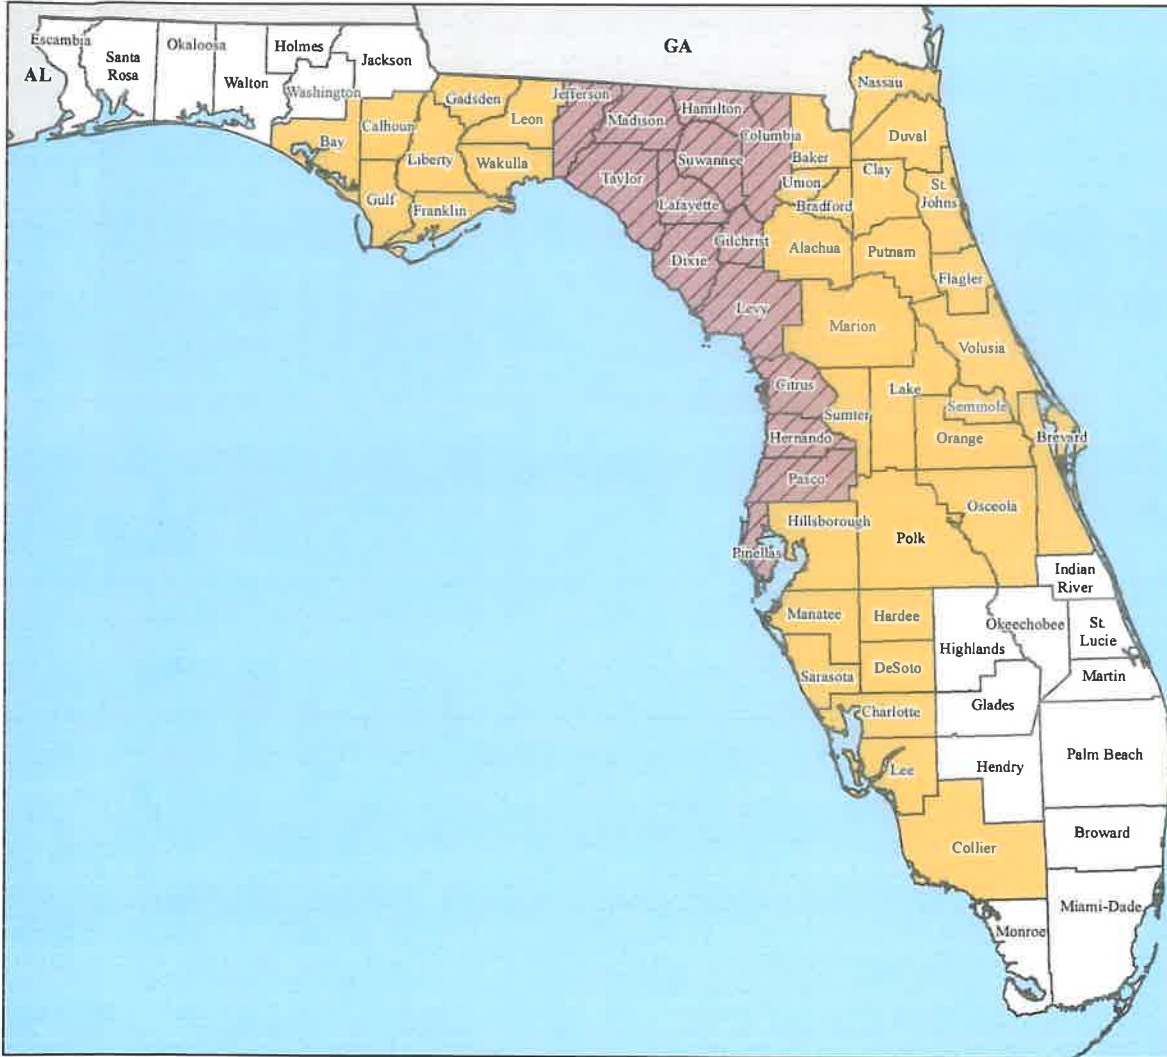 Escambia
Santa
Rosa
Okaloosa
Walton
Holmes
Jackson
Washington
AL
GA
Bay
Calhoun
Gulf
Gadsden
Liberty
Franklin
Leon
Wakulla
Jefferson
Madison
Taylor
Hamilton
Suwannee
Lafayette
Columbia
Dixie
Gilchrist
Levy
Baker
Union
Bradford
Alachua
Nassau
Duval
Clay
St.
Johns
Putnam
Flagler
Marion
Volusia
Citrus
Sumter
Lake
Seminole
Orange
Brevard
Hernando
Pasco
Pinellas
Hillsborough
Polk
Osceola
Indian
River
Manatee
Hardee
Highlands
Okeechobee
St.
Lucie
Sarasota
DeSoto
Martin
Charlotte
Glades
Lee
Hendry
Palm Beach
Collier
Broward
Monroe
Miami-Dade